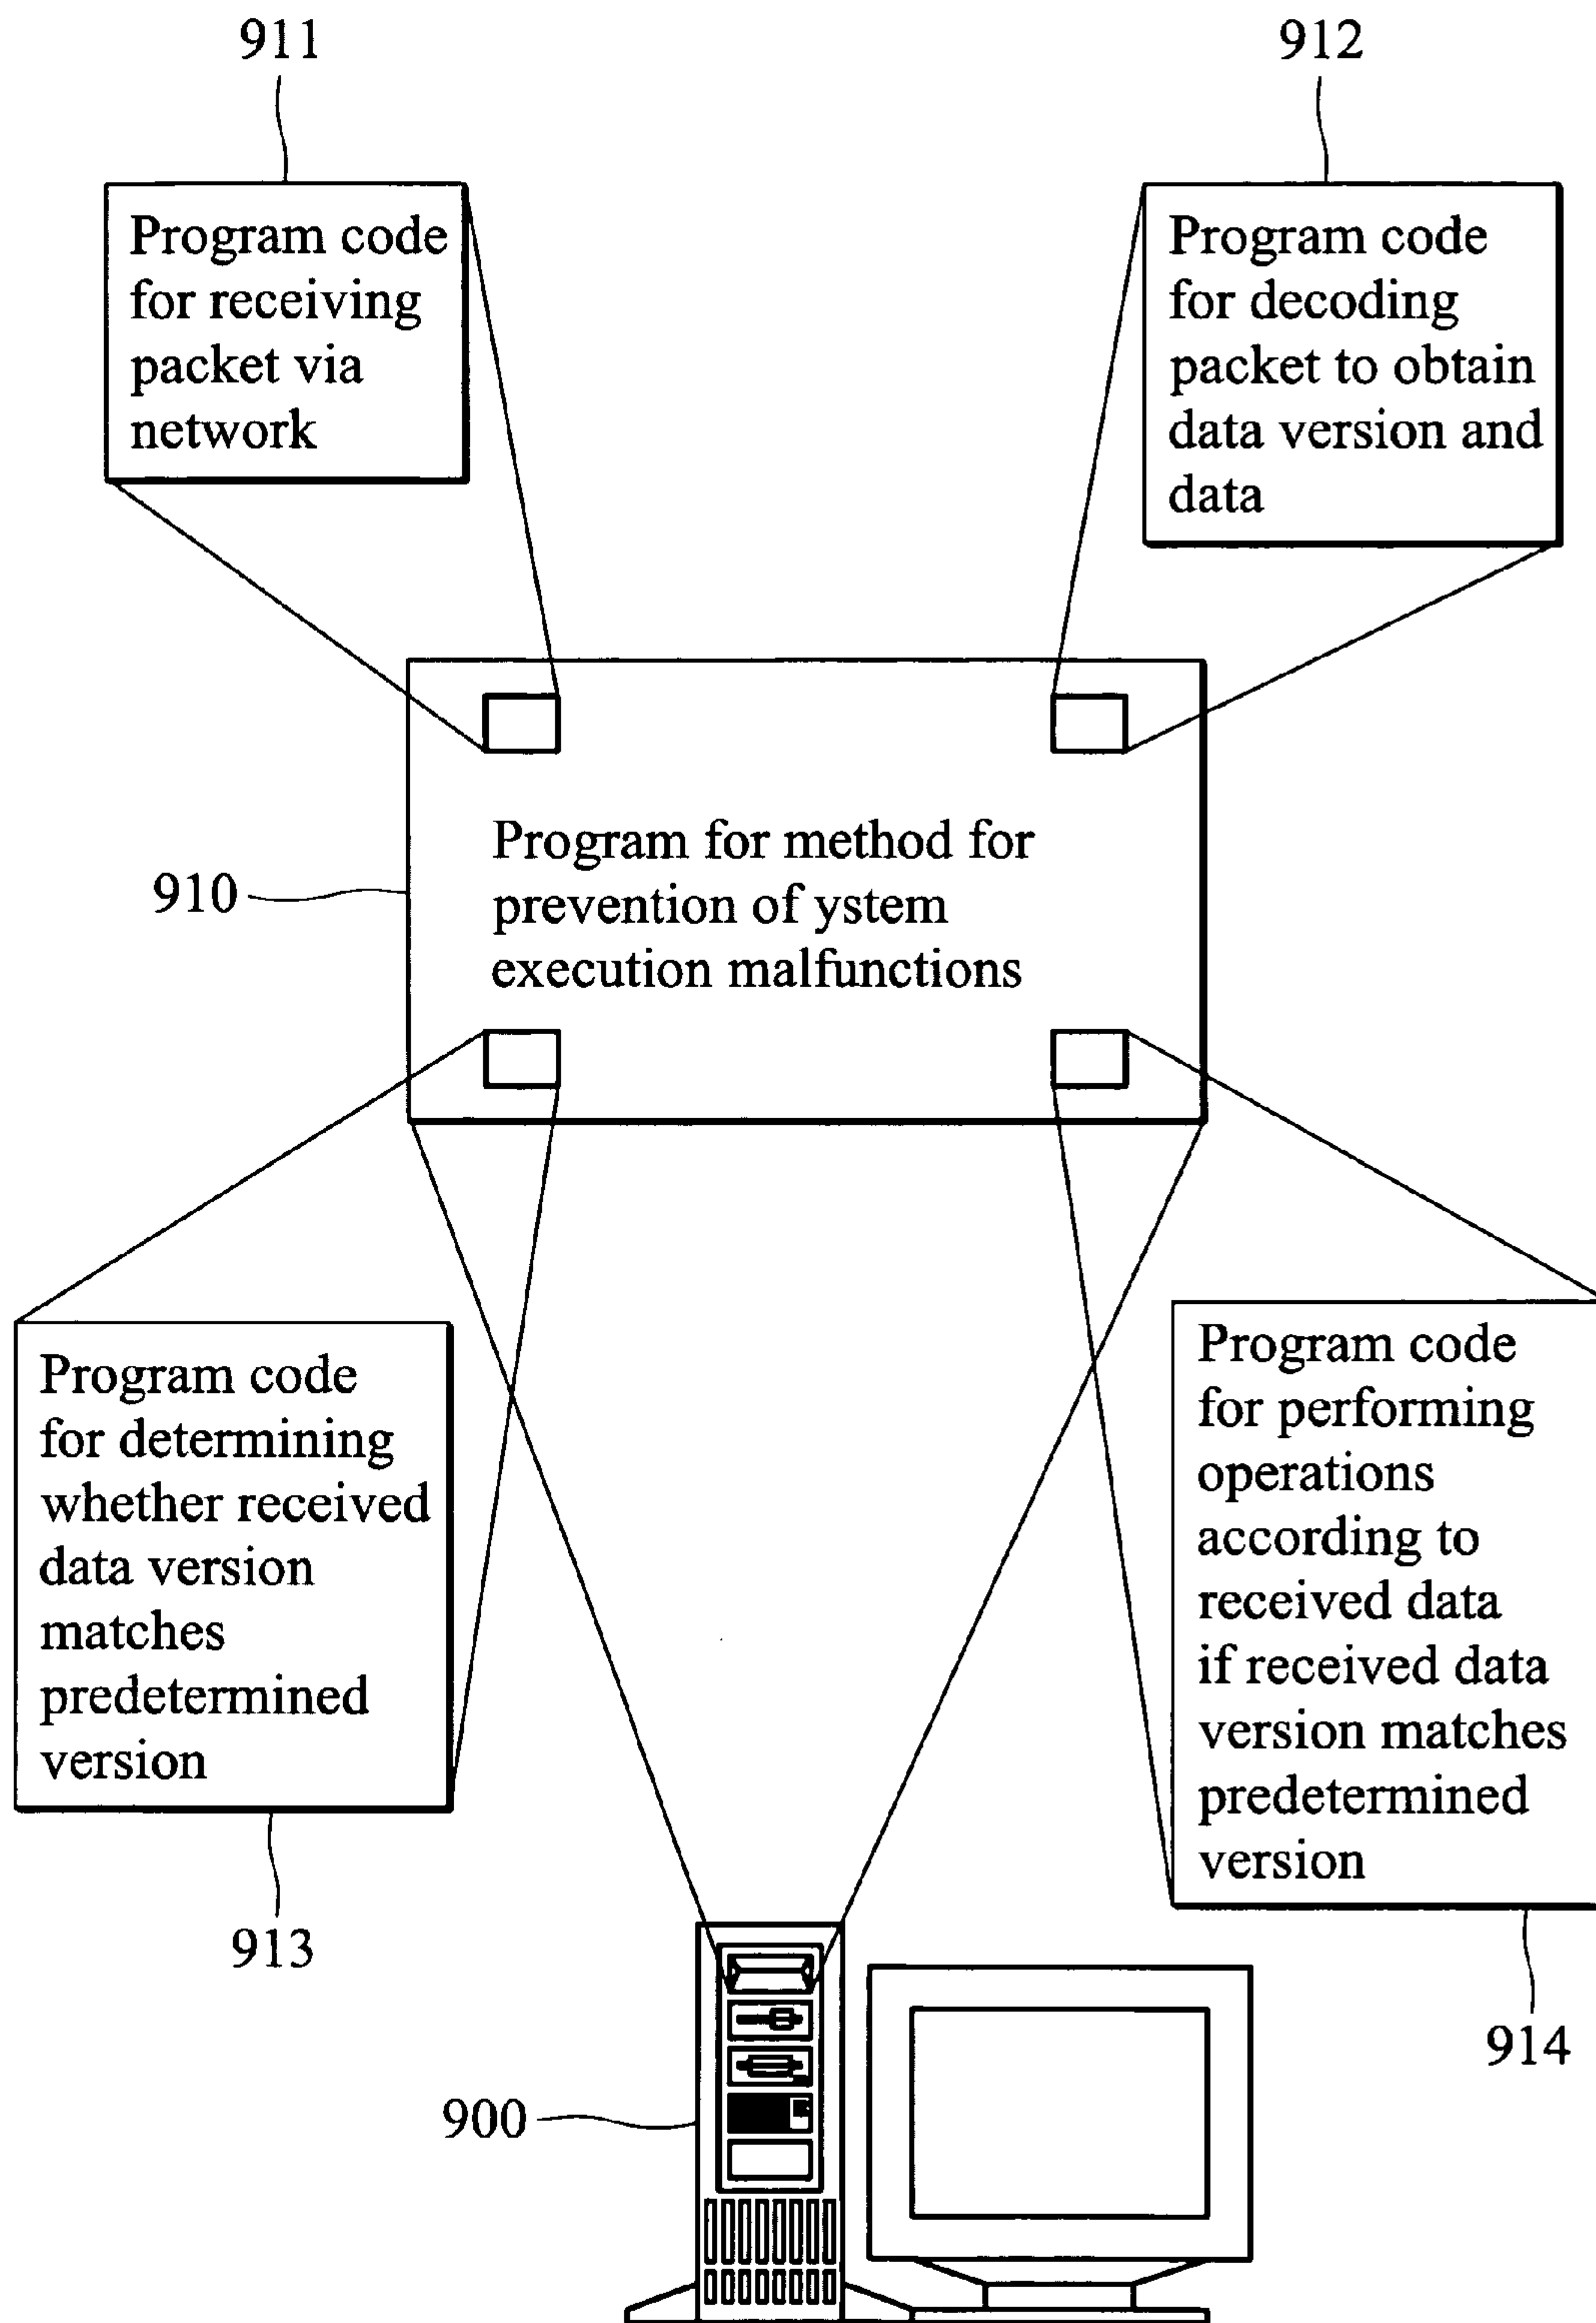 911
912
Program code
for receiving
packet via
network
Program code
for decoding
packet to obtain
data version and
data
910
Program for method for
prevention of ystem
execution malfunctions
Program code
for determining
whether received
data version
matches
predetermined
version
913
Program code
for performing
operations
according to
received data
if received data
version matches
predetermined
version
914
900